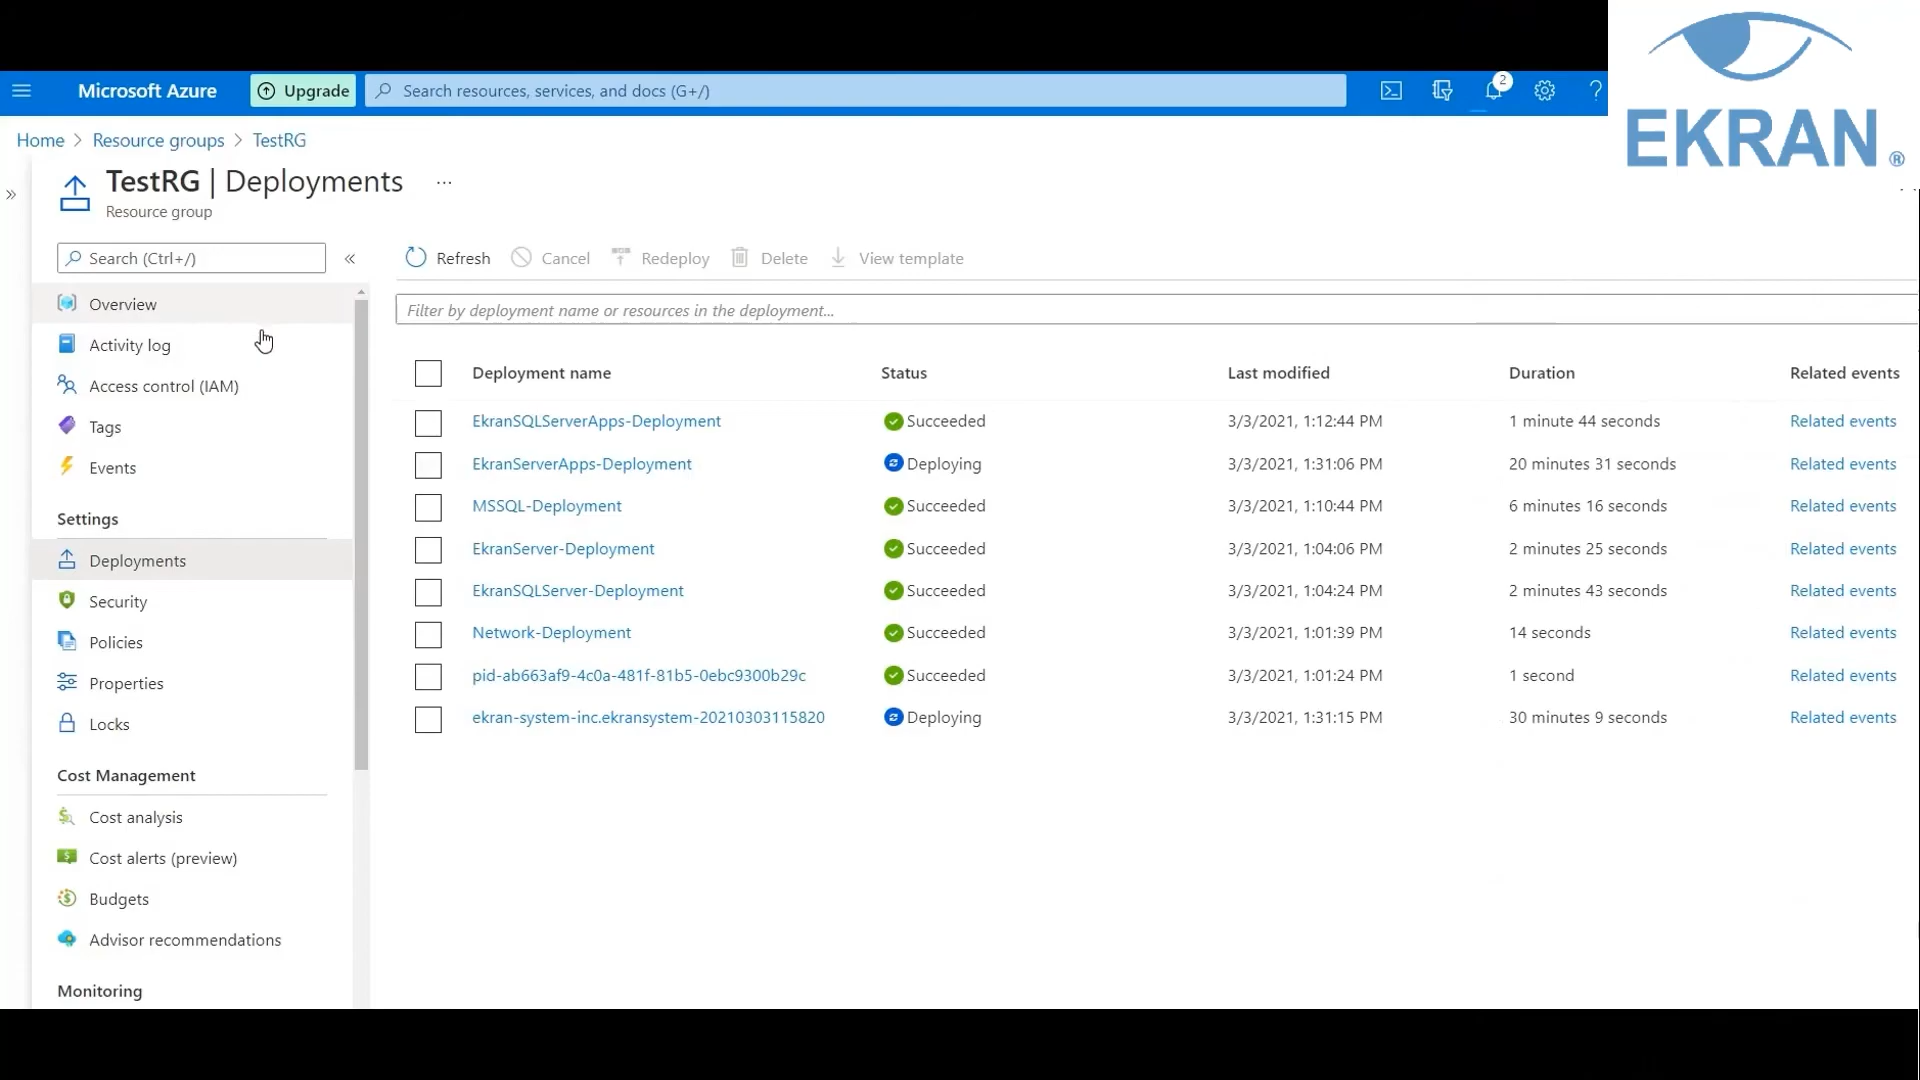 EKRAN ®
Microsoft Azure Upgrade Search resources, services, and docs (G+/) 2 ?
Home > Resource groups > TestRG
TestRG | Deployments ...
Resource group
Search (Ctrl+/) «
Refresh Cancel Redeploy Delete View template
Overview
Activity log
Access control (IAM)
Tags
Events
Settings
Deployments
Security
Policies
Properties
Locks
Cost Management
Cost analysis
Cost alerts (preview)
Budgets
Advisor recommendations
Monitoring
Filter by deployment name or resources in the deployment...
Deployment name Status Last modified Duration Related events
EkranSQLServerApps-Deployment Succeeded 3/3/2021, 1:12:44 PM 1 minute 44 seconds Related events
EkranServerApps-Deployment Deploying 3/3/2021, 1:31:06 PM 20 minutes 31 seconds Related events
MSSQL-Deployment Succeeded 3/3/2021, 1:10:44 PM 6 minutes 16 seconds Related events
EkranServer-Deployment Succeeded 3/3/2021, 1:04:06 PM 2 minutes 25 seconds Related events
EkranSQLServer-Deployment Succeeded 3/3/2021, 1:04:24 PM 2 minutes 43 seconds Related events
Network-Deployment Succeeded 3/3/2021, 1:01:39 PM 14 seconds Related events
pid-ab663af9-4c0a-481f-81b5-0ebc9300b29c Succeeded 3/3/2021, 1:01:24 PM 1 second Related events
ekran-system-inc.ekransystem-20210303115820 Deploying 3/3/2021, 1:31:15 PM 30 minutes 9 seconds Related events